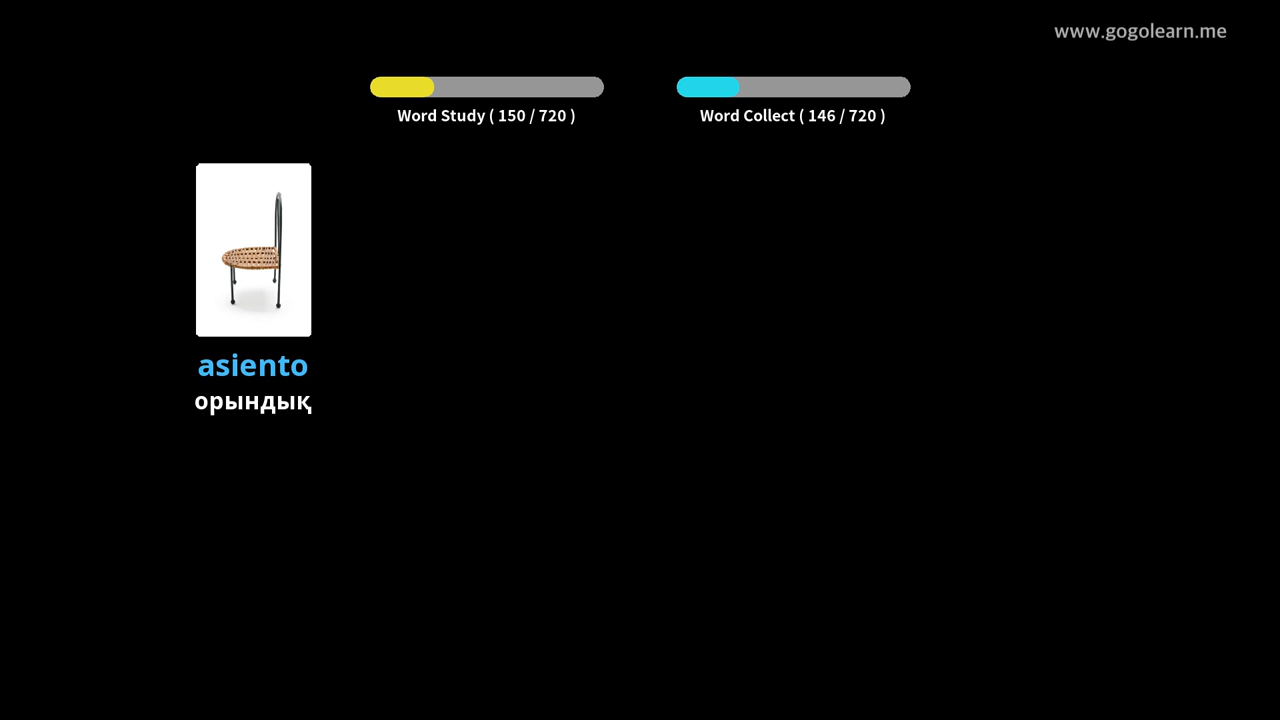 www.gogolearn.me
Word Study ( 150 / 720 )
Word Collect ( 146 / 720 )
asiento
орындық